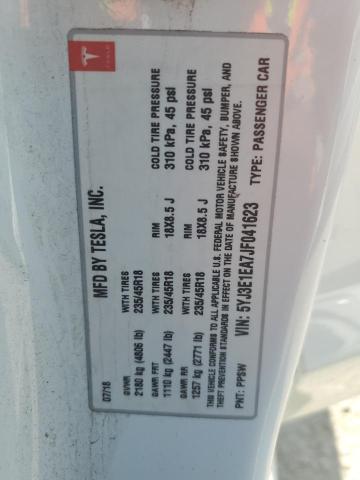 TESLA
MFD BY TESLA, INC.
07/18
GVWR WITH TIRES RIM COLD TIRE PRESSURE
2180 kg (4806 lb) 235/45R18 18X8.5 J 310 kPa, 45 psi
GAWR FRT WITH TIRES RIM COLD TIRE PRESSURE
1110 kg (2447 lb) 235/45R18 18X8.5 J 310 kPa, 45 psi
GAWR RR
1257 kg (2771 lb)
THIS VEHICLE CONFORMS TO ALL APPLICABLE U.S. FEDERAL MOTOR VEHICLE SAFETY, BUMPER, AND
THEFT PREVENTION STANDARDS IN EFFECT ON THE DATE OF MANUFACTURE SHOWN ABOVE.
VIN: 5YJ3E1EA7JF041623
PNT: PPSW TYPE: PASSENGER CAR